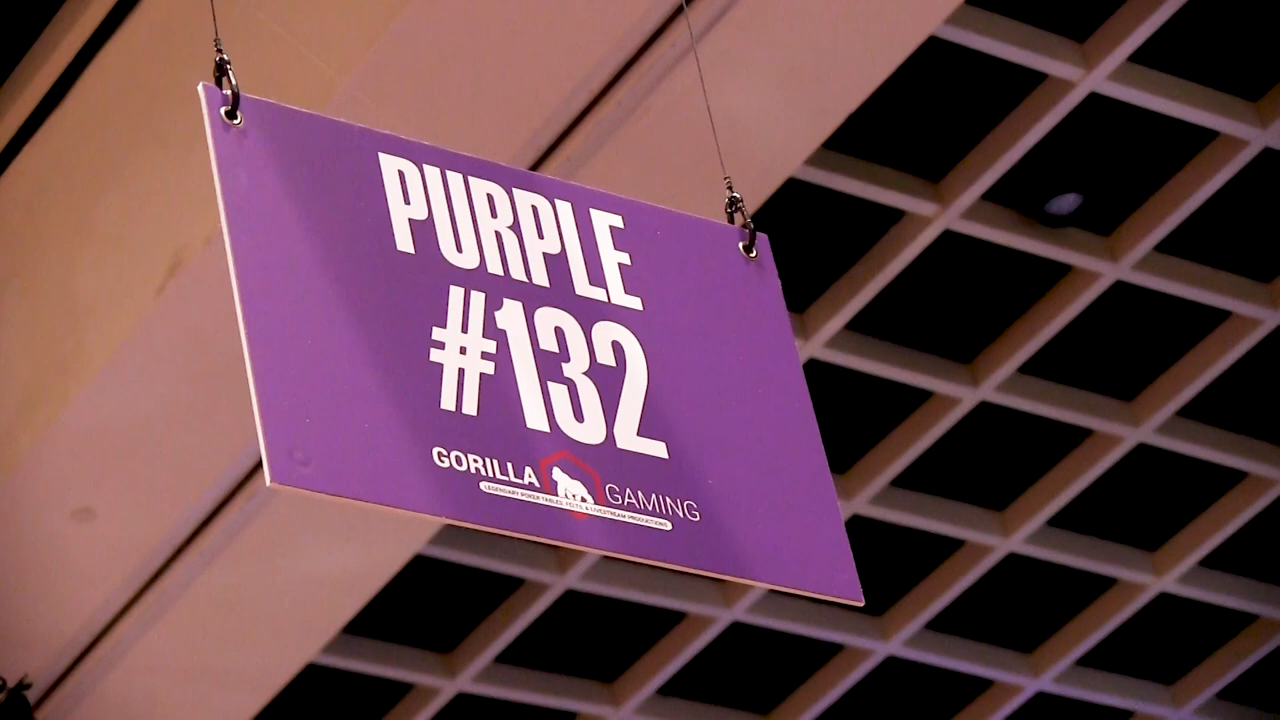 PURPLE
#132
GORILLA GAMING
LEGENDARY POKER TABLES, FELTS, & LIVESTREAM PRODUCTIONS